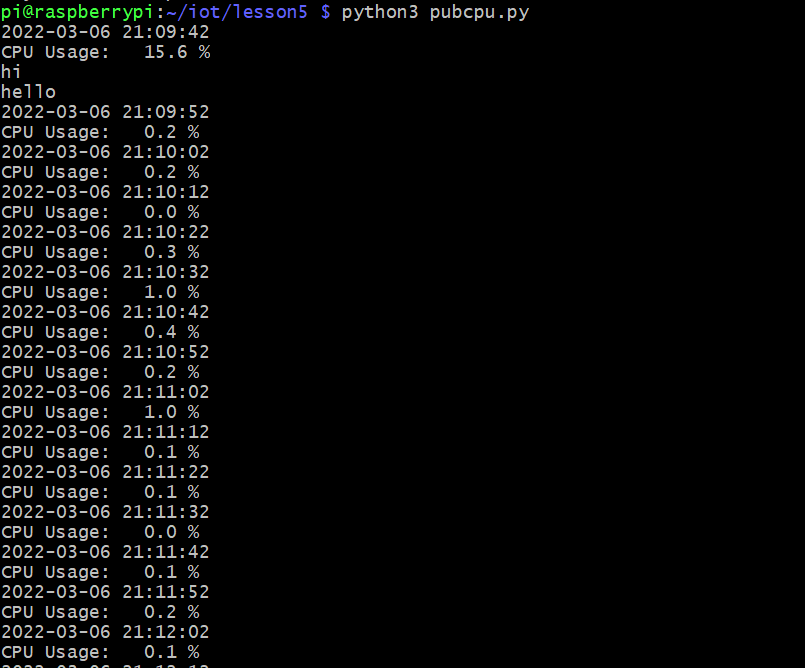 pi@raspberrypi:~/iot/lesson5 $ python3 pubcpu.py
2022-03-06 21:09:42
CPU Usage:   15.6 %
hi
hello
2022-03-06 21:09:52
CPU Usage:   0.2 %
2022-03-06 21:10:02
CPU Usage:   0.2 %
2022-03-06 21:10:12
CPU Usage:   0.0 %
2022-03-06 21:10:22
CPU Usage:   0.3 %
2022-03-06 21:10:32
CPU Usage:   1.0 %
2022-03-06 21:10:42
CPU Usage:   0.4 %
2022-03-06 21:10:52
CPU Usage:   0.2 %
2022-03-06 21:11:02
CPU Usage:   1.0 %
2022-03-06 21:11:12
CPU Usage:   0.1 %
2022-03-06 21:11:22
CPU Usage:   0.1 %
2022-03-06 21:11:32
CPU Usage:   0.0 %
2022-03-06 21:11:42
CPU Usage:   0.1 %
2022-03-06 21:11:52
CPU Usage:   0.2 %
2022-03-06 21:12:02
CPU Usage:   0.1 %